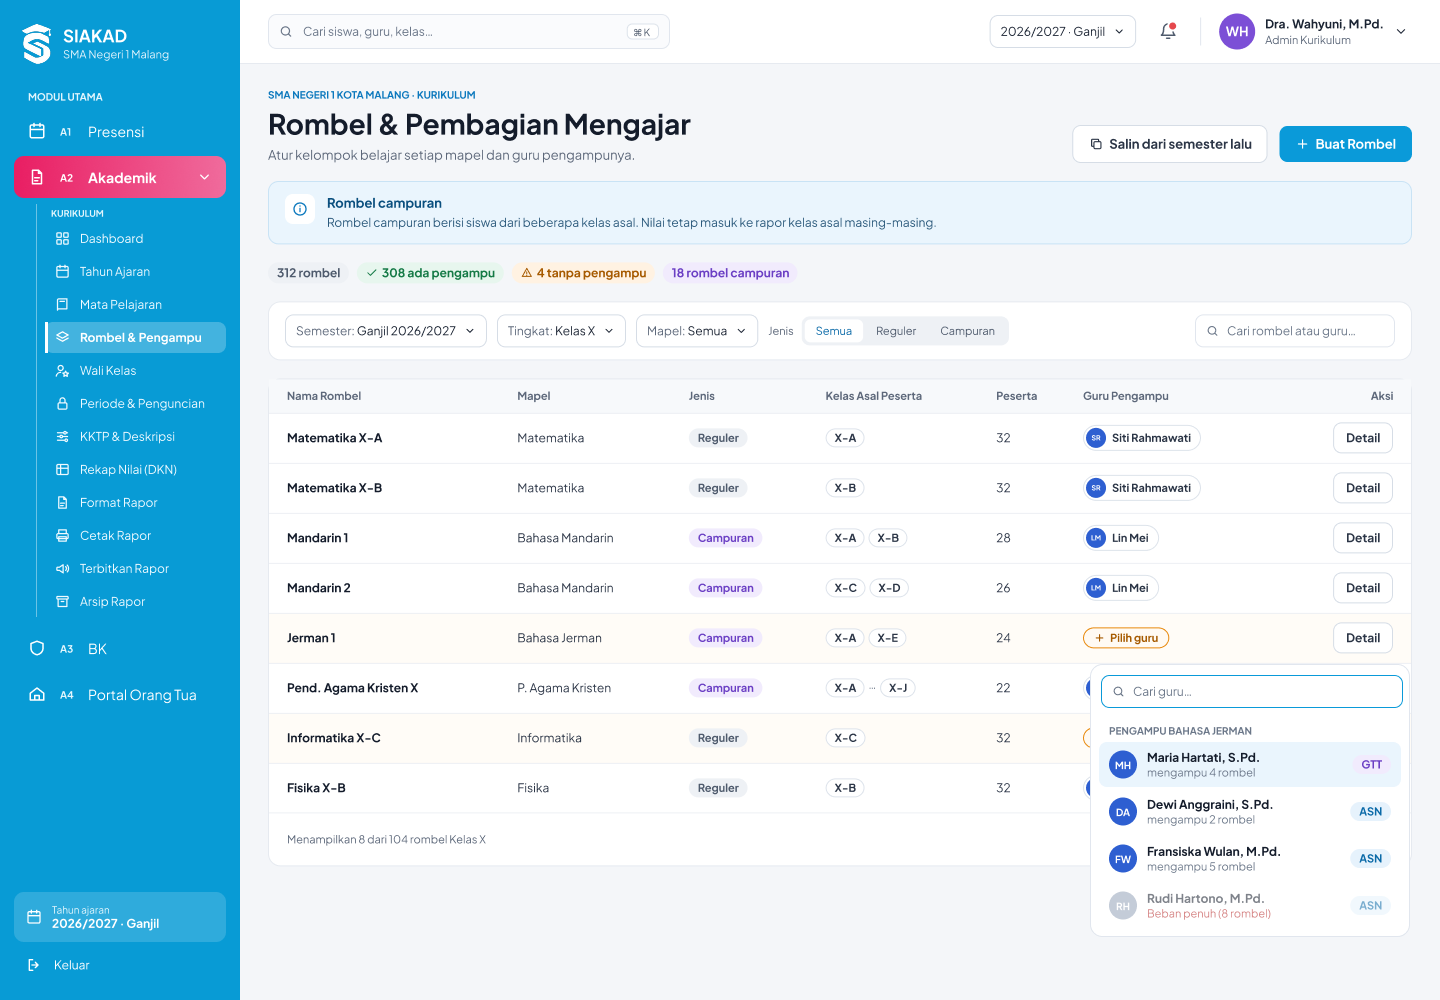 SIAKAD
SMA Negeri 1 Malang
MODUL UTAMA
A1 Presensi
A2 Akademik
KURIKULUM
Dashboard
Tahun Ajaran
Mata Pelajaran
Rombel & Pengampu
Wali Kelas
Periode & Penguncian
KKTP & Deskripsi
Rekap Nilai (DKN)
Format Rapor
Cetak Rapor
Terbitkan Rapor
Arsip Rapor
A3 BK
A4 Portal Orang Tua
Tahun ajaran
2026/2027 · Ganjil
Keluar
Cari siswa, guru, kelas... ⌘K
2026/2027 · Ganjil
WH
Dra. Wahyuni, M.Pd.
Admin Kurikulum
SMA NEGERI 1 KOTA MALANG · KURIKULUM
Rombel & Pembagian Mengajar
Atur kelompok belajar setiap mapel dan guru pengampunya.
Salin dari semester lalu
+ Buat Rombel
Rombel campuran
Rombel campuran berisi siswa dari beberapa kelas asal. Nilai tetap masuk ke rapor kelas asal masing-masing.
312 rombel 308 ada pengampu 4 tanpa pengampu 18 rombel campuran
Semester: Ganjil 2026/2027 Tingkat: Kelas X Mapel: Semua Jenis Semua Reguler Campuran Cari rombel atau guru...
Nama Rombel Mapel Jenis Kelas Asal Peserta Peserta Guru Pengampu Aksi
Matematika X-A Matematika Reguler X-A 32 SR Siti Rahmawati Detail
Matematika X-B Matematika Reguler X-B 32 SR Siti Rahmawati Detail
Mandarin 1 Bahasa Mandarin Campuran X-A X-B 28 LM Lin Mei Detail
Mandarin 2 Bahasa Mandarin Campuran X-C X-D 26 LM Lin Mei Detail
Jerman 1 Bahasa Jerman Campuran X-A X-E 24 + Pilih guru Detail
Pend. Agama Kristen X P. Agama Kristen Campuran X-A ... X-J 22
Informatika X-C Informatika Reguler X-C 32
Fisika X-B Fisika Reguler X-B 32
Menampilkan 8 dari 104 rombel Kelas X
Cari guru...
PENGAMPU BAHASA JERMAN
MH Maria Hartati, S.Pd. GTT
mengampu 4 rombel
DA Dewi Anggraini, S.Pd. ASN
mengampu 2 rombel
FW Fransiska Wulan, M.Pd. ASN
mengampu 5 rombel
RH Rudi Hartono, M.Pd. ASN
Beban penuh (8 rombel)